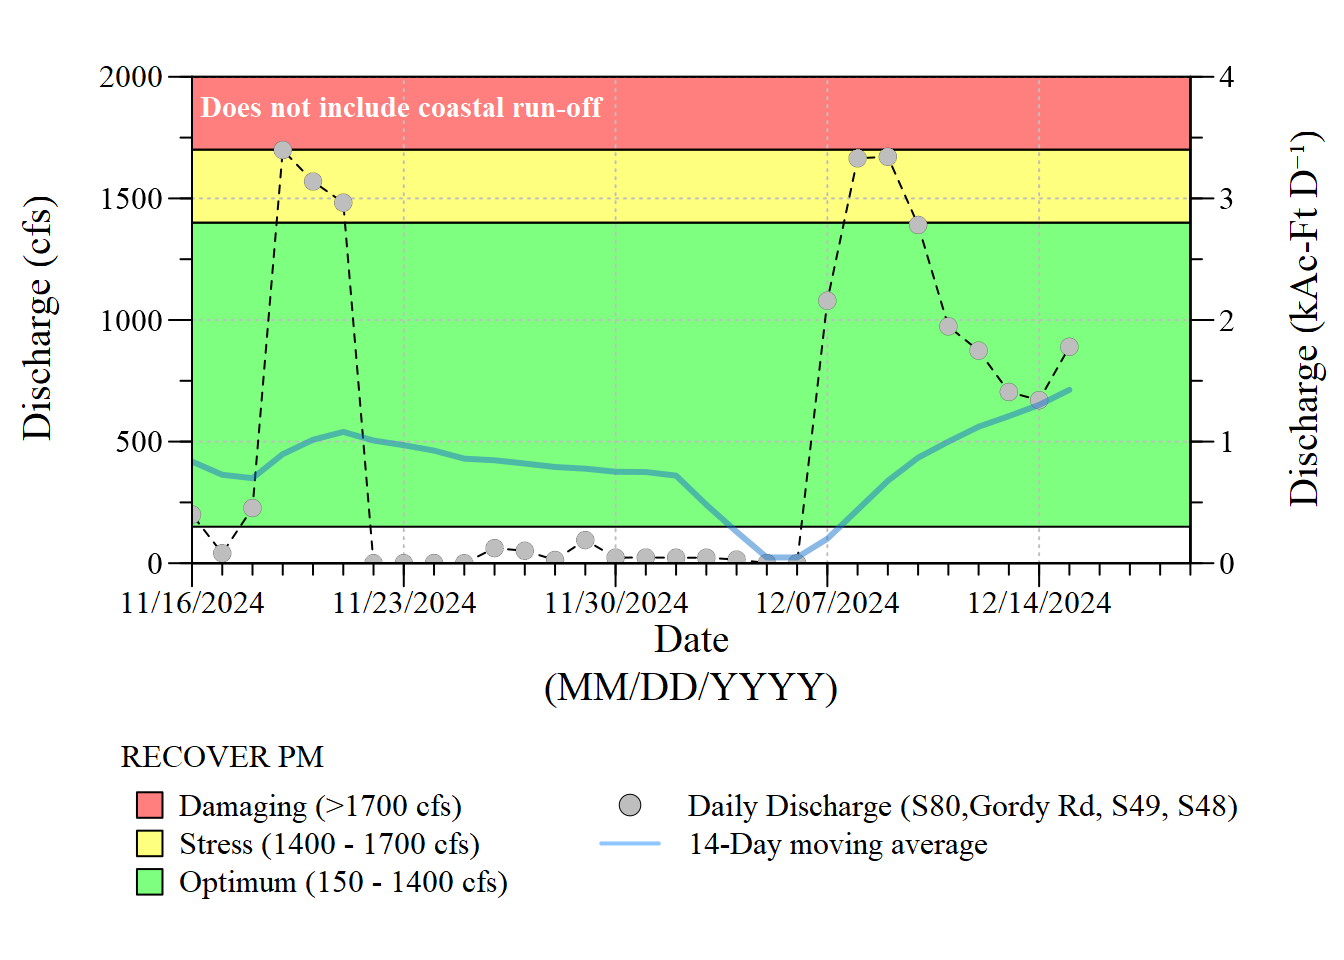 2000
4
Does not include coastal run-off
1500
3
1000
2
500
1
0
0
Discharge (cfs)
Discharge (kAc-Ft D⁻¹)
11/16/2024 11/23/2024 11/30/2024 12/07/2024 12/14/2024
Date
(MM/DD/YYYY)
RECOVER PM
Damaging (>1700 cfs)
Stress (1400 - 1700 cfs)
Optimum (150 - 1400 cfs)
Daily Discharge (S80,Gordy Rd, S49, S48)
14-Day moving average